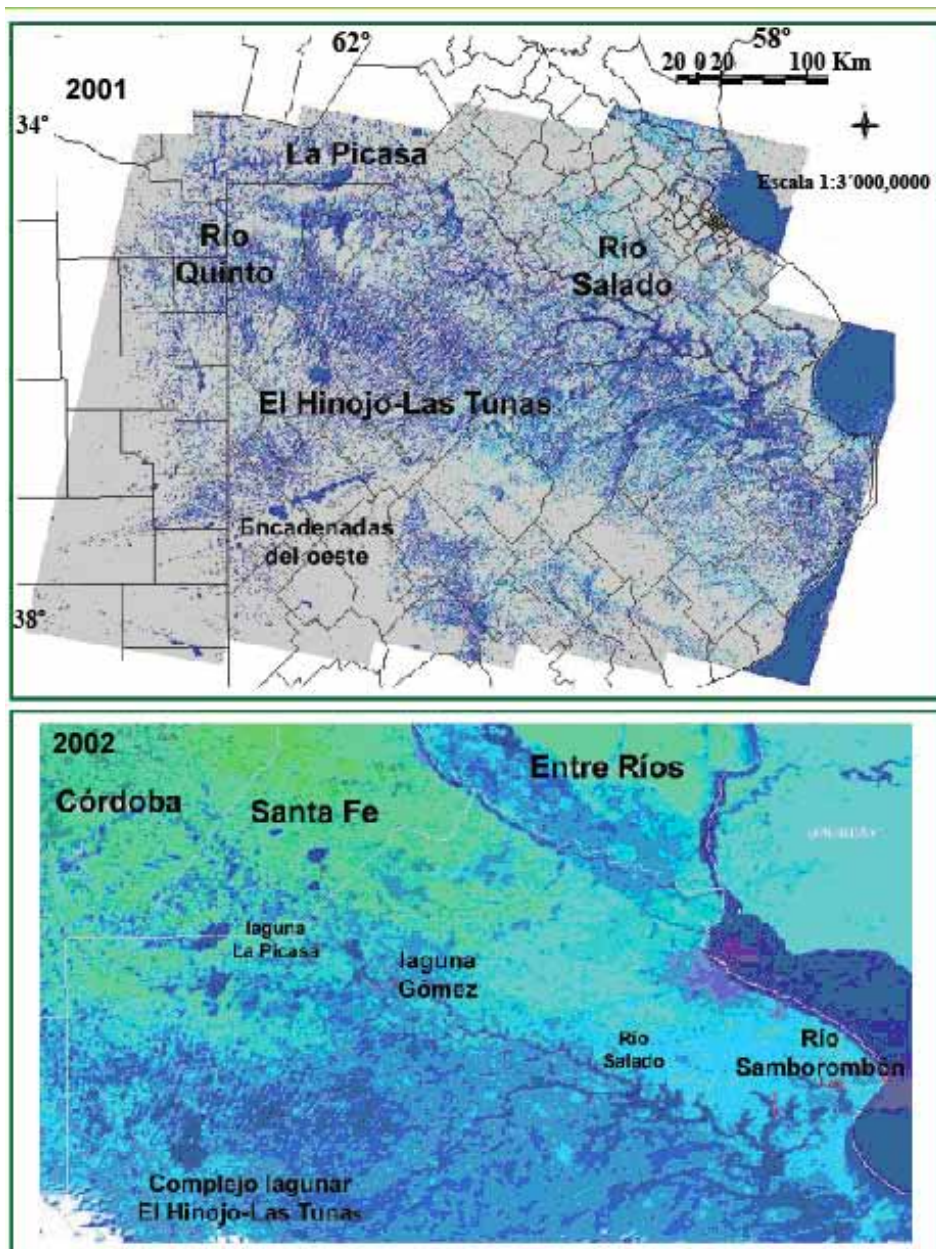 62°
58°
20 0 20 100 Km
2001
34°
La Picasa
Escala 1:3´000,0000
Río
Quinto
Río
Salado
El Hinojo-Las Tunas
Encadenadas
del oeste
38°
2002
Entre Ríos
Córdoba
Santa Fe
URUGUAY
laguna
La Picasa
laguna
Gómez
Río
Salado
Río
Samborombón
Complejo lagunar
El Hinojo-Las Tunas